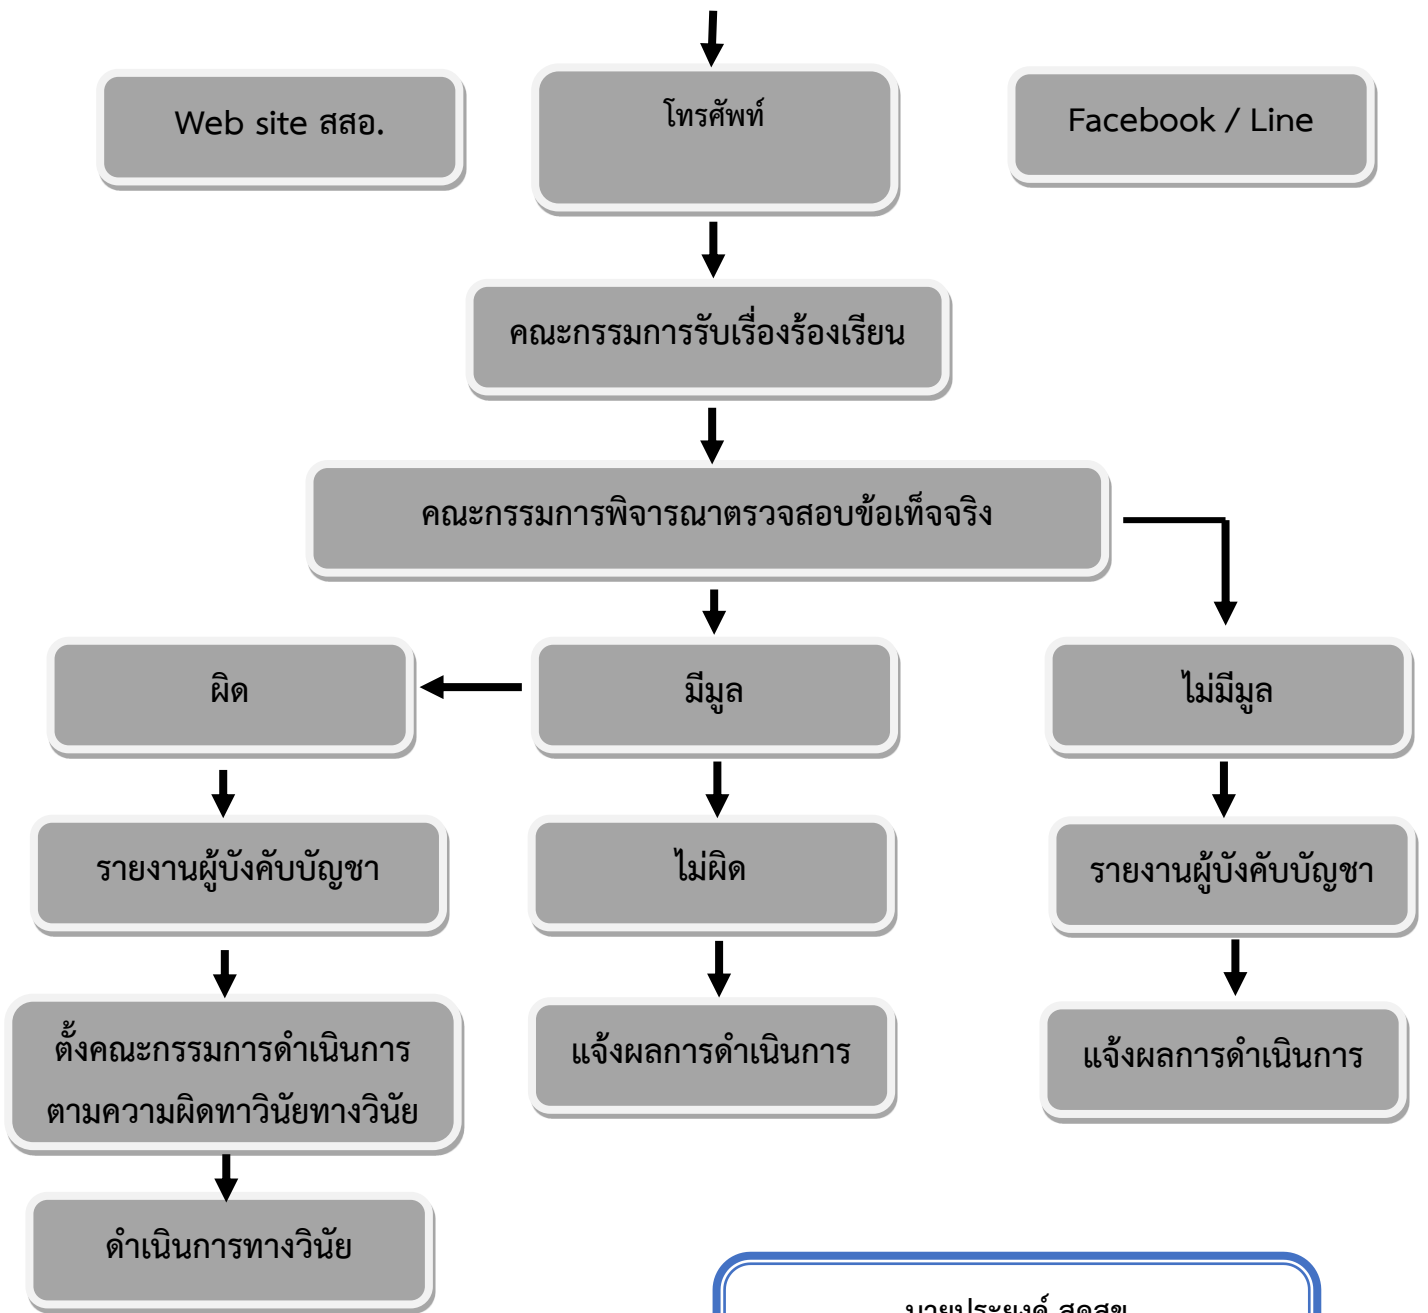 Web site สสอ.
โทรศัพท์
Facebook / Line
คณะกรรมการรับเรื่องร้องเรียน
คณะกรรมการพิจารณาตรวจสอบข้อเท็จจริง
ผิด
มีมูล
ไม่มีมูล
รายงานผู้บังคับบัญชา
ไม่ผิด
รายงานผู้บังคับบัญชา
ตั้งคณะกรรมการดำเนินการ
ตามความผิดทาวินัยทางวินัย
แจ้งผลการดำเนินการ
แจ้งผลการดำเนินการ
ดำเนินการทางวินัย